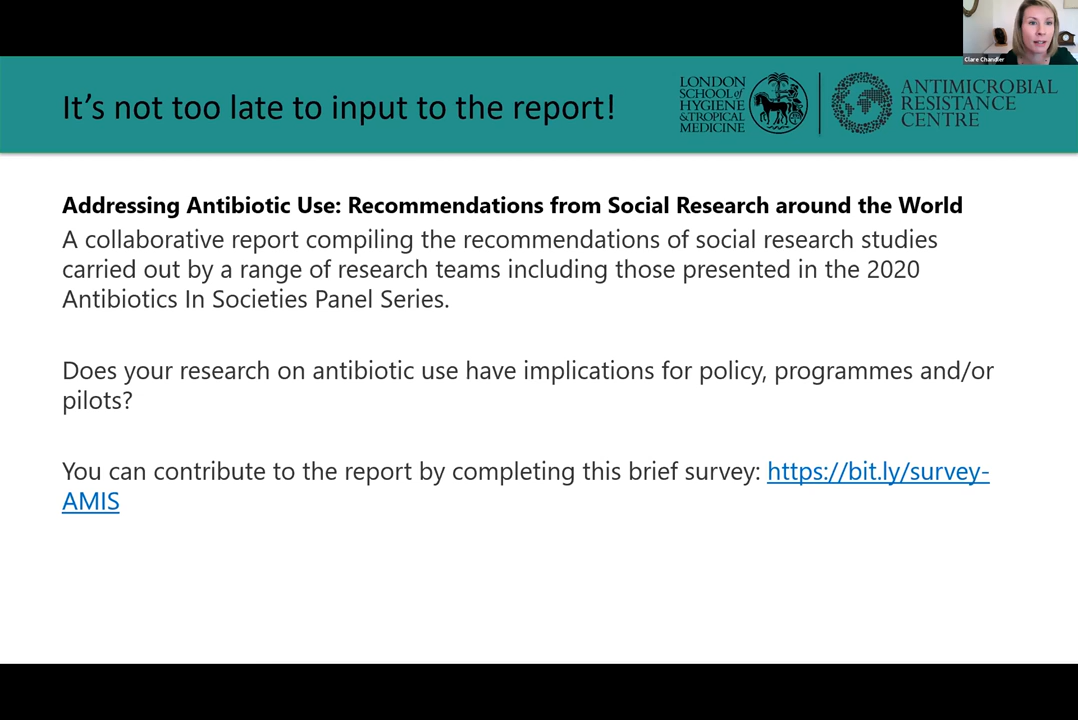 Clare Chandler
It's not too late to input to the report!
LONDON
SCHOOL of
HYGIENE
& TROPICAL
MEDICINE
ANTIMICROBIAL
RESISTANCE
CENTRE
Addressing Antibiotic Use: Recommendations from Social Research around the World
A collaborative report compiling the recommendations of social research studies
carried out by a range of research teams including those presented in the 2020
Antibiotics In Societies Panel Series.
Does your research on antibiotic use have implications for policy, programmes and/or
pilots?
You can contribute to the report by completing this brief survey: https://bit.ly/survey-
AMIS